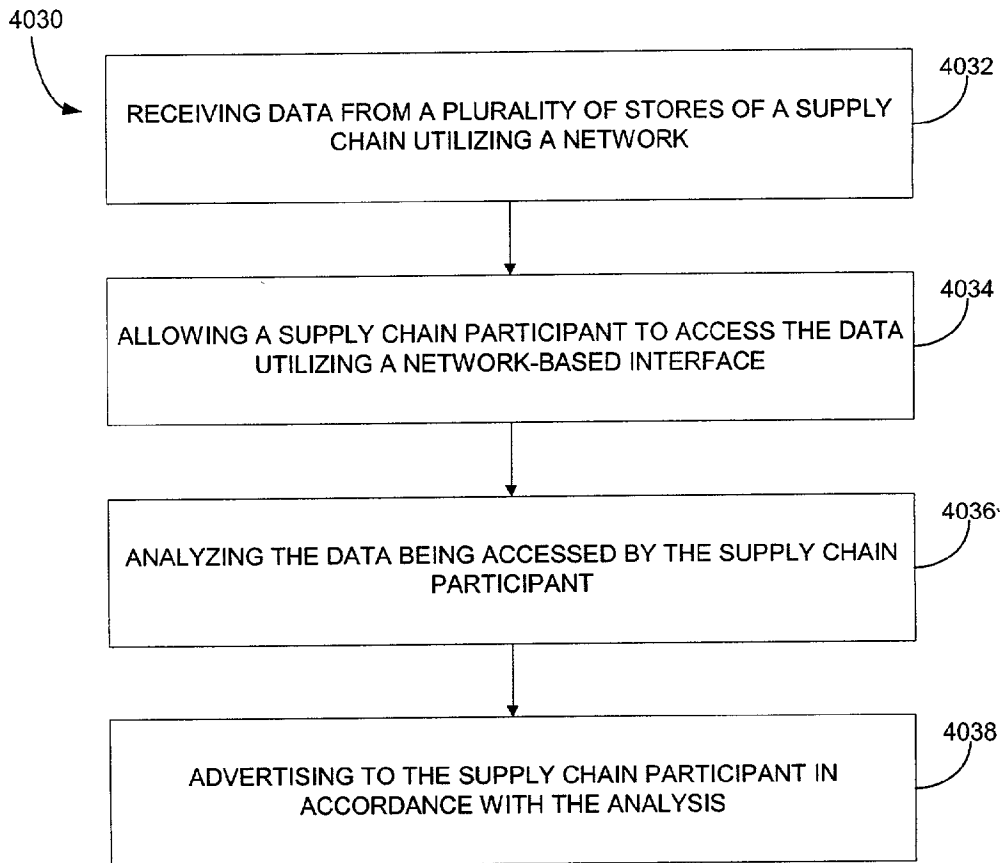 4030
4032
RECEIVING DATA FROM A PLURALITY OF STORES OF A SUPPLY
CHAIN UTILIZING A NETWORK
4034
ALLOWING A SUPPLY CHAIN PARTICIPANT TO ACCESS THE DATA
UTILIZING A NETWORK-BASED INTERFACE
4036
ANALYZING THE DATA BEING ACCESSED BY THE SUPPLY CHAIN
PARTICIPANT
4038
ADVERTISING TO THE SUPPLY CHAIN PARTICIPANT IN
ACCORDANCE WITH THE ANALYSIS